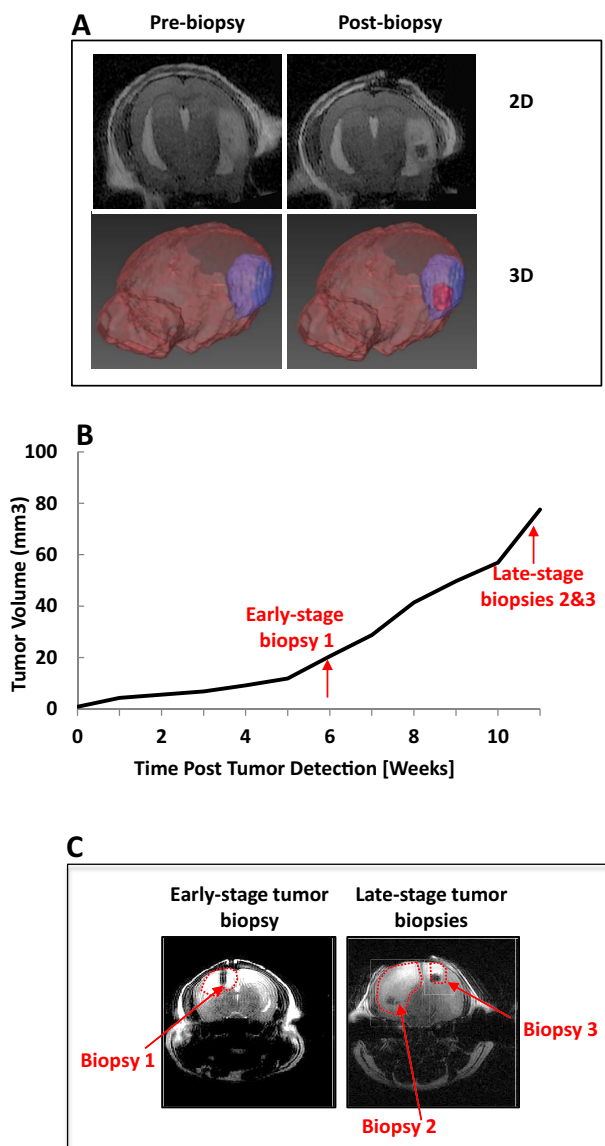 A
Pre-biopsy Post-biopsy
2D
3D
B
100
80
60
40
20
0
Tumor Volume (mm3)
Early-stage
biopsy 1
Late-stage
biopsies 2&3
0 2 4 6 8 10
Time Post Tumor Detection [Weeks]
C
Early-stage tumor
biopsy
Late-stage tumor
biopsies
Biopsy 1
Biopsy 3
Biopsy 2